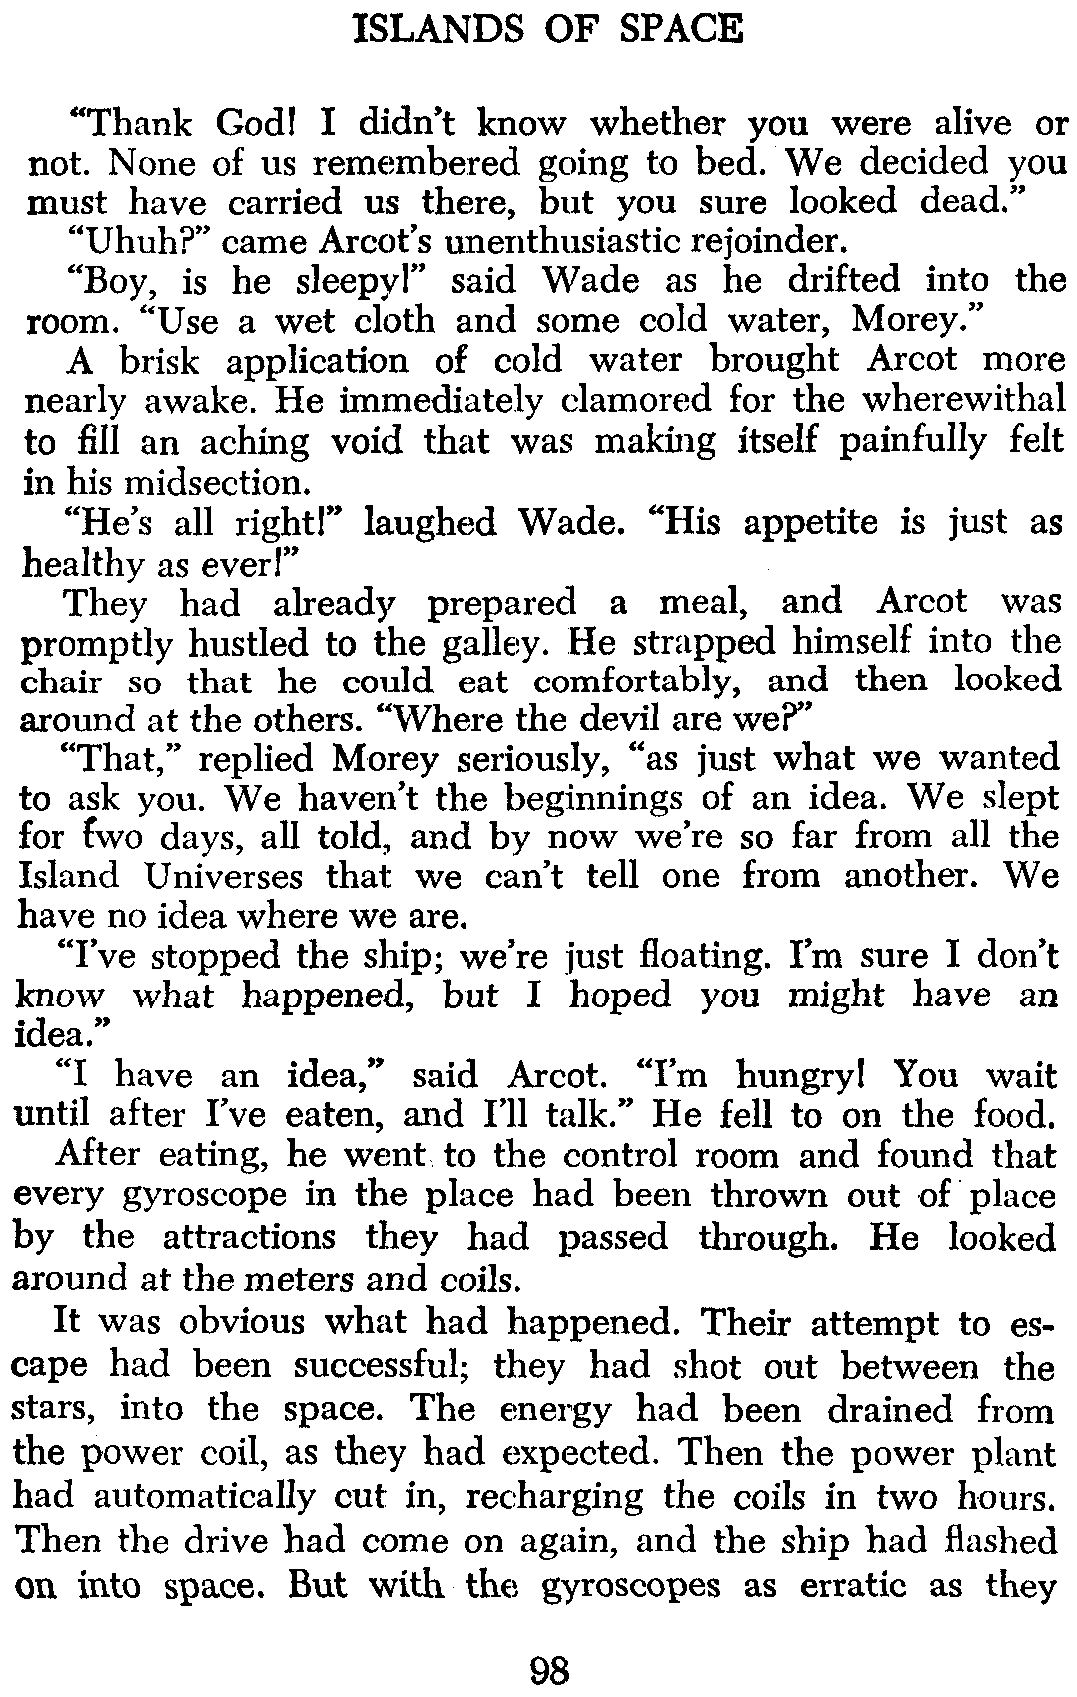 ISLANDS OF SPACE
“Thank God! I didn’t know whether you were alive or
not. None of us remembered going to bed. We decided you
must have carried us there, but you sure looked dead.”
“Uhuh?” came Arcot’s unenthusiastic rejoinder.
“Boy, is he sleepy!” said Wade as he drifted into the
room. “Use a wet cloth and some cold water, Morey.”
A brisk application of cold water brought Arcot more
nearly awake. He immediately clamored for the wherewithal
to fill an aching void that was making itself painfully felt
in his midsection.
“He’s all right!” laughed Wade. “His appetite is just as
healthy as ever!”
They had already prepared a meal, and Arcot was
promptly hustled to the galley. He strapped himself into the
chair so that he could eat comfortably, and then looked
around at the others. “Where the devil are we?”
“That,” replied Morey seriously, “as just what we wanted
to ask you. We haven’t the beginnings of an idea. We slept
for two days, all told, and by now we’re so far from all the
Island Universes that we can’t tell one from another. We
have no idea where we are.
“I’ve stopped the ship; we’re just floating. I’m sure I don’t
know what happened, but I hoped you might have an
idea.”
“I have an idea,” said Arcot. “I’m hungry! You wait
until after I’ve eaten, and I’ll talk.” He fell to on the food.
After eating, he went to the control room and found that
every gyroscope in the place had been thrown out of place
by the attractions they had passed through. He looked
around at the meters and coils.
It was obvious what had happened. Their attempt to es-
cape had been successful; they had shot out between the
stars, into the space. The energy had been drained from
the power coil, as they had expected. Then the power plant
had automatically cut in, recharging the coils in two hours.
Then the drive had come on again, and the ship had flashed
on into space. But with the gyroscopes as erratic as they
98